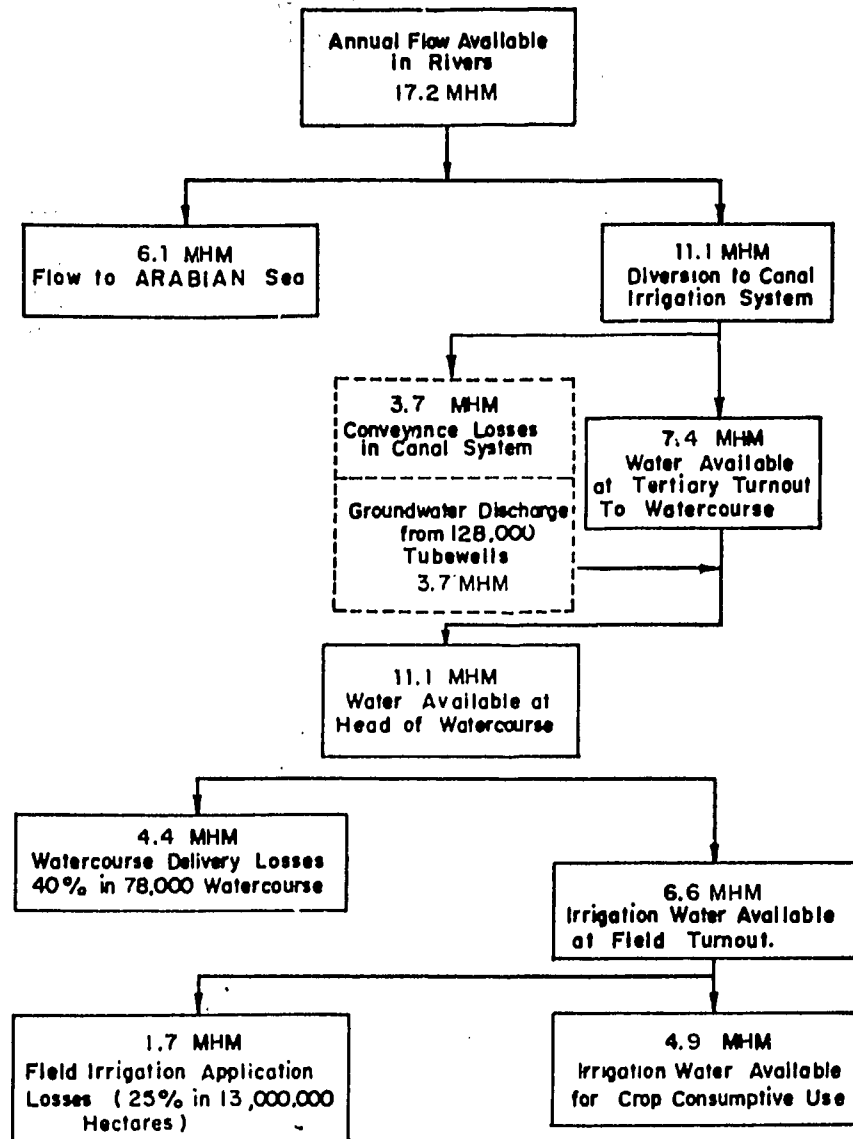 Annual Flow Available
in Rivers
17.2 MHM
6.1 MHM
Flow to ARABIAN Sea
11.1 MHM
Diversion to Canal
Irrigation System
3.7 MHM
Conveyance Losses
in Canal System
7.4 MHM
Water Available
at Tertiary Turnout
To Watercourse
Groundwater Discharge
from 128,000
Tubewells
3.7 MHM
11.1 MHM
Water Available at
Head of Watercourse
4.4 MHM
Watercourse Delivery Losses
40% in 78,000 Watercourse
6.6 MHM
Irrigation Water Available
at Field Turnout.
1.7 MHM
Field Irrigation Application
Losses ( 25% in 13,000,000
Hectares )
4.9 MHM
Irrigation Water Available
for Crop Consumptive Use